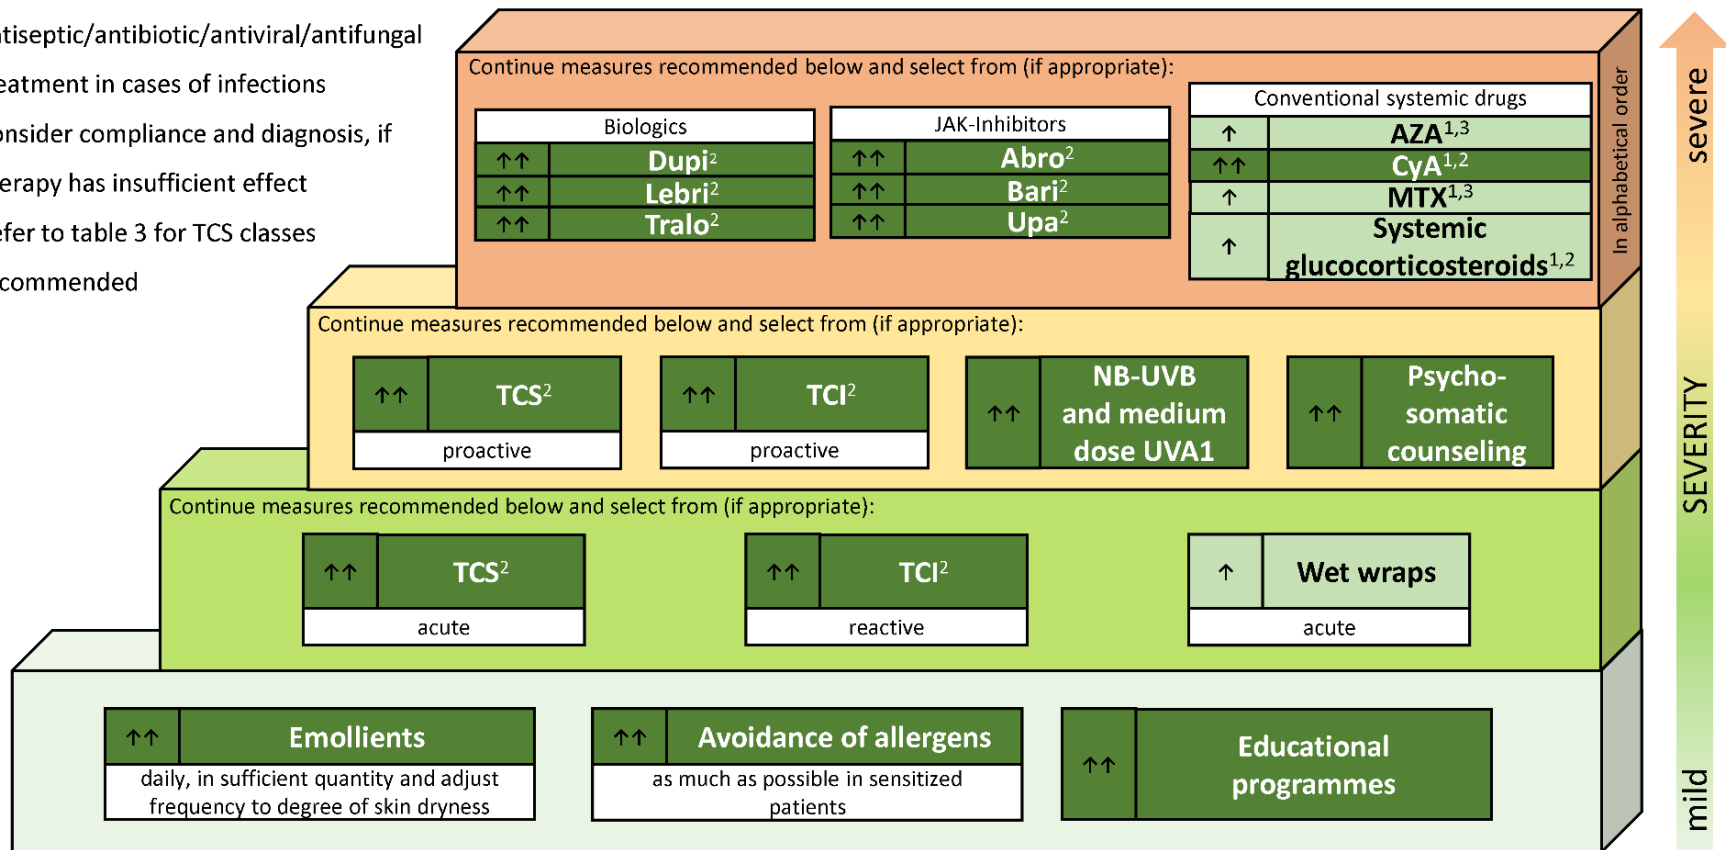 tiseptic/antibiotic/antiviral/antifungal
eatment in cases of infections
onsider compliance and diagnosis, if
erapy has insufficient effect
efer to table 3 for TCS classes
commended
Continue measures recommended below and select from (if appropriate):
Biologics
↑↑ Dupi²
↑↑ Lebri²
↑↑ Tralo²
JAK-Inhibitors
↑↑ Abro²
↑↑ Bari²
↑↑ Upa²
Conventional systemic drugs
↑ AZA¹,³
↑↑ CyA¹,²
↑ MTX¹,³
↑ Systemic
glucocorticosteroids¹,²
In alphabetical order
Continue measures recommended below and select from (if appropriate):
↑↑ TCS²
proactive
↑↑ TCI²
proactive
↑↑ NB-UVB
and medium
dose UVA1
↑↑ Psycho-
somatic
counseling
Continue measures recommended below and select from (if appropriate):
↑↑ TCS²
acute
↑↑ TCI²
reactive
↑ Wet wraps
acute
↑↑ Emollients
daily, in sufficient quantity and adjust
frequency to degree of skin dryness
↑↑ Avoidance of allergens
as much as possible in sensitized
patients
↑↑ Educational
programmes
severe
SEVERITY
mild